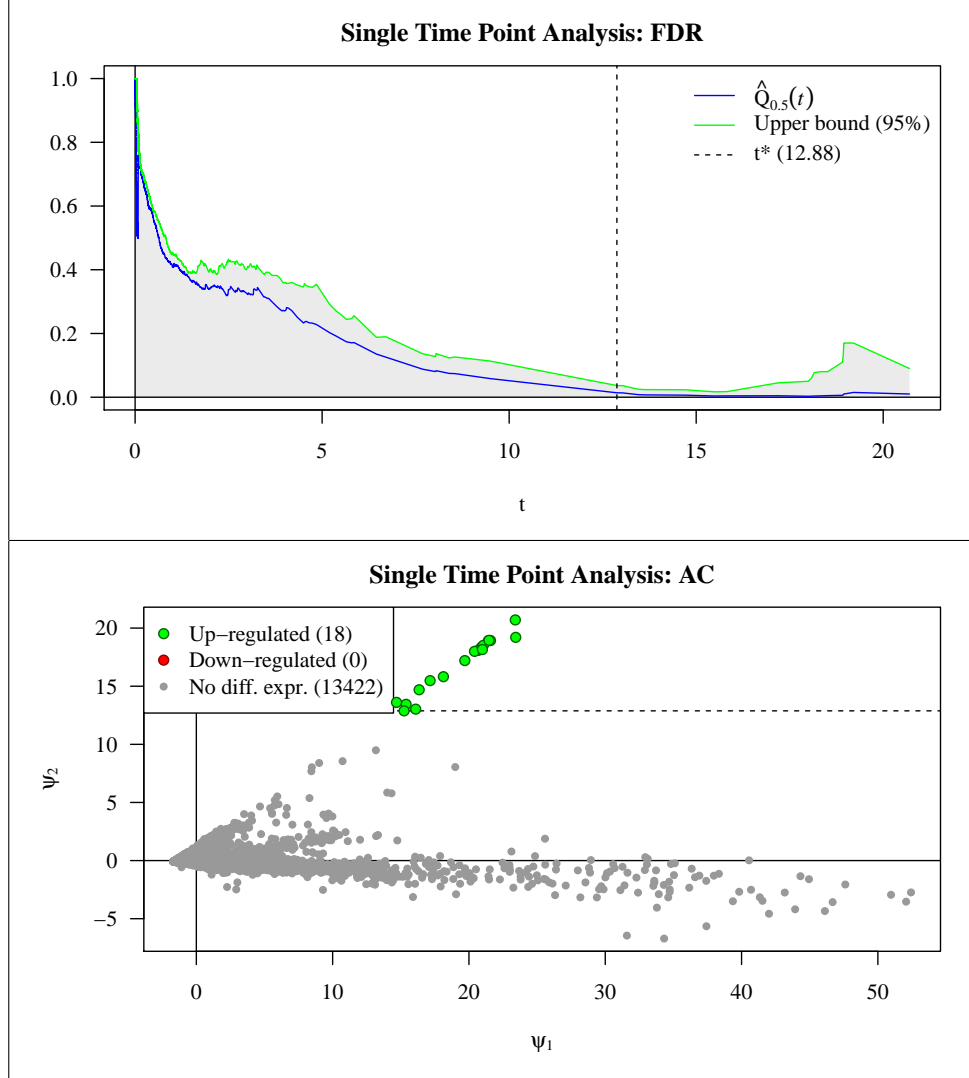 Single Time Point Analysis: FDR
1.0
0.8
0.6
0.4
0.2
0.0
Q̂0.5(t)
Upper bound (95%)
t* (12.88)
0 5 10 15 20
t
Single Time Point Analysis: AC
Up−regulated (18)
Down−regulated (0)
No diff. expr. (13422)
20
15
10
5
0
−5
ψ2
0 10 20 30 40 50
ψ1